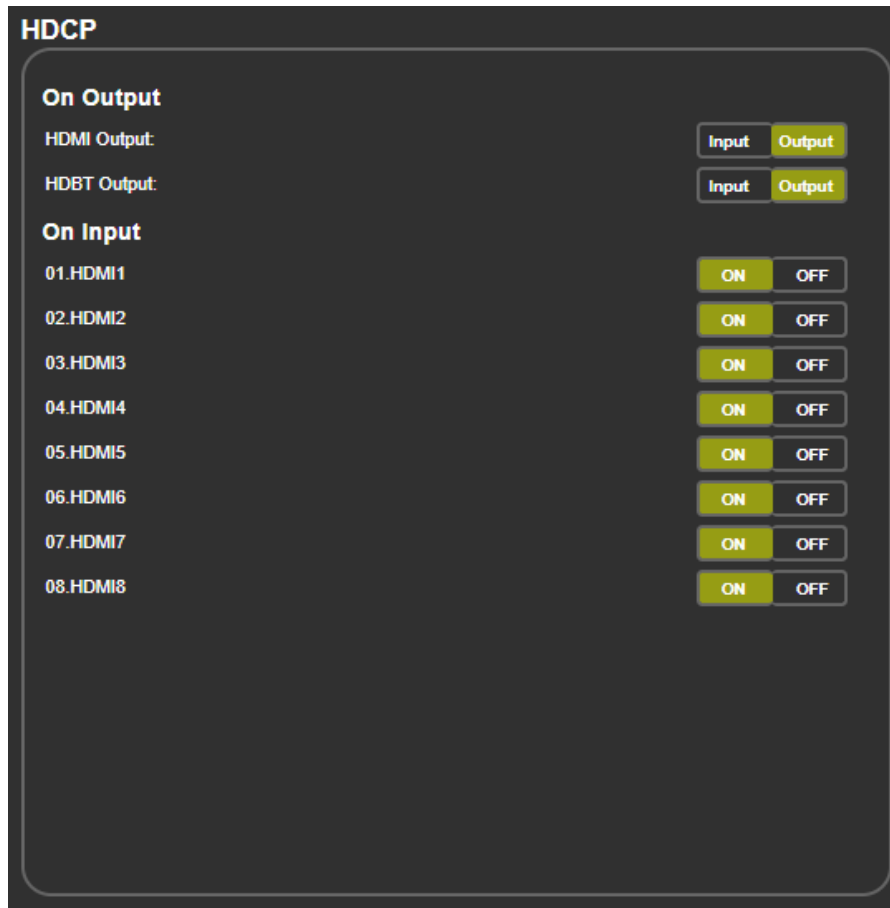 HDCP
On Output
HDMI Output: Input Output
HDBT Output: Input Output
On Input
01.HDMI1 ON OFF
02.HDMI2 ON OFF
03.HDMI3 ON OFF
04.HDMI4 ON OFF
05.HDMI5 ON OFF
06.HDMI6 ON OFF
07.HDMI7 ON OFF
08.HDMI8 ON OFF